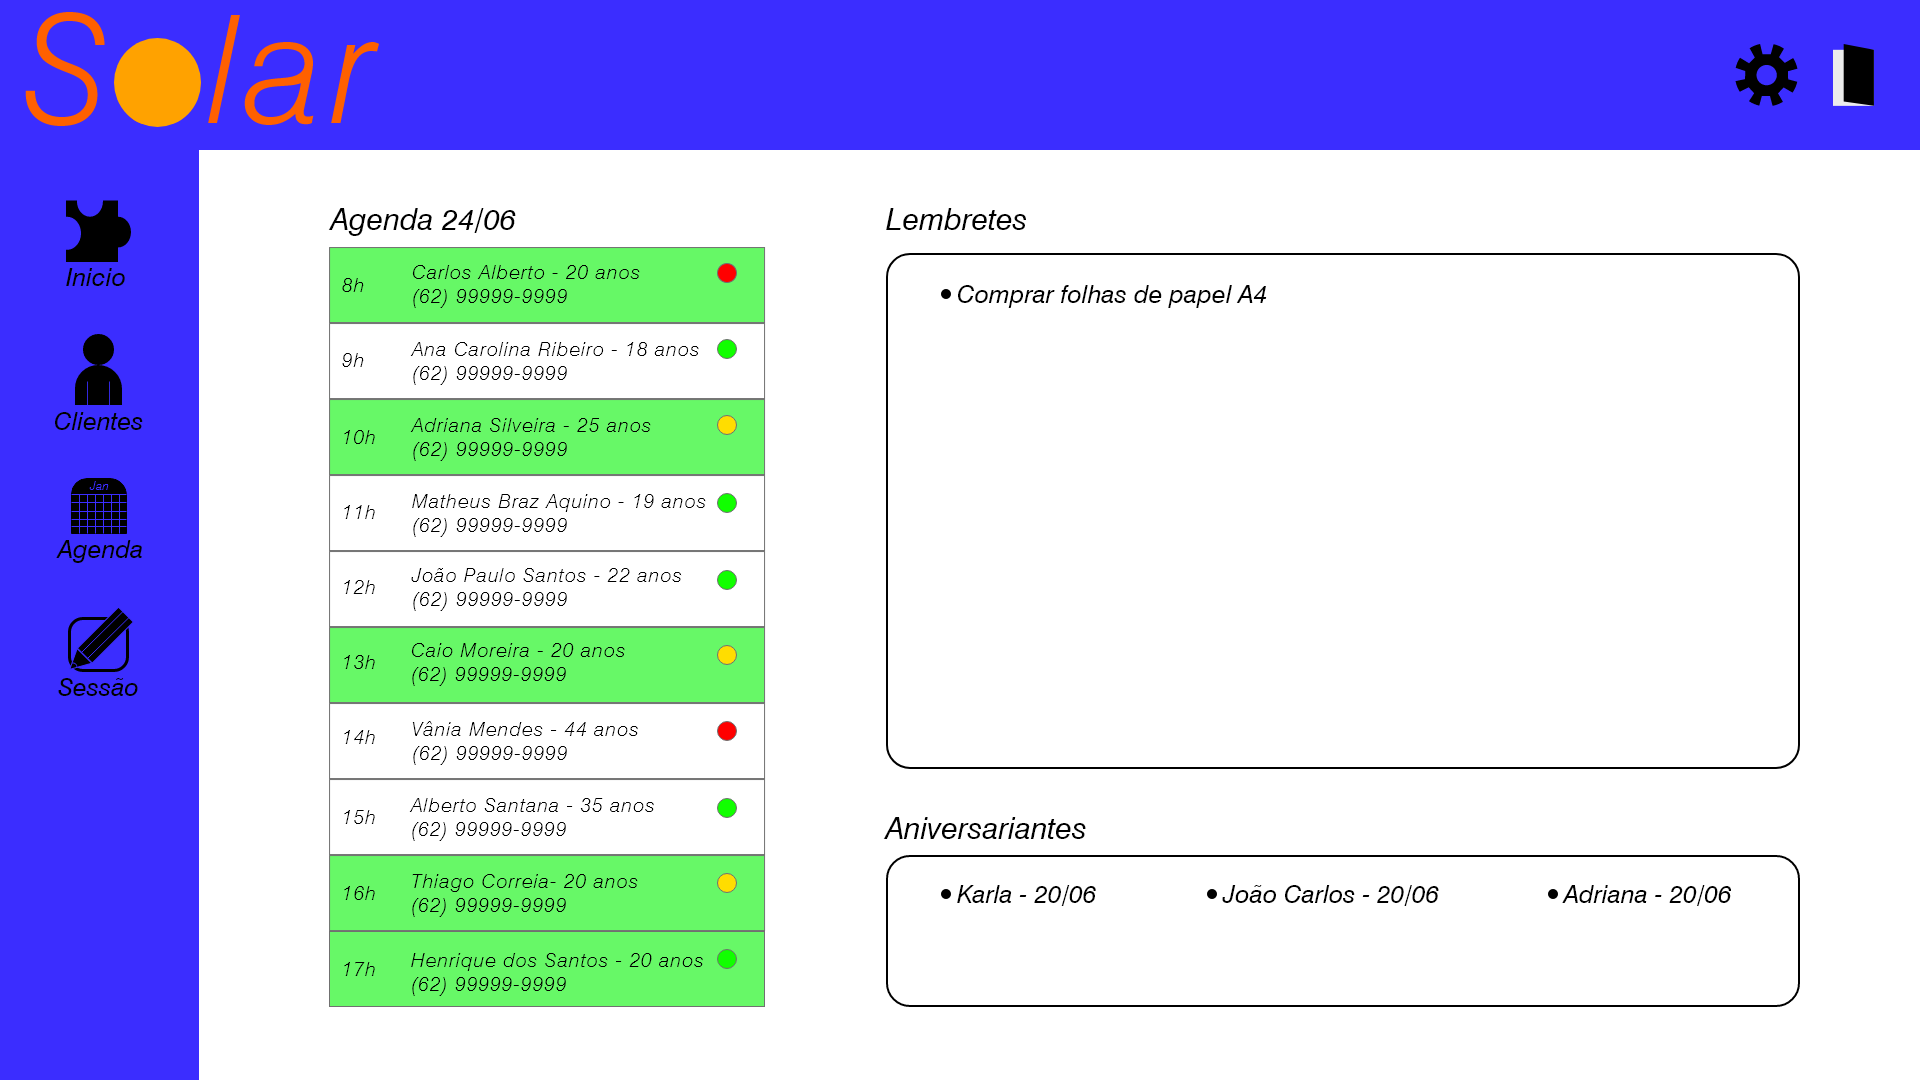 Solar
Inicio
Clientes
Jan
Agenda
Sessão
Agenda 24/06
8h
Carlos Alberto - 20 anos
(62) 99999-9999
9h
Ana Carolina Ribeiro - 18 anos
(62) 99999-9999
10h
Adriana Silveira - 25 anos
(62) 99999-9999
11h
Matheus Braz Aquino - 19 anos
(62) 99999-9999
12h
João Paulo Santos - 22 anos
(62) 99999-9999
13h
Caio Moreira - 20 anos
(62) 99999-9999
14h
Vânia Mendes - 44 anos
(62) 99999-9999
15h
Alberto Santana - 35 anos
(62) 99999-9999
16h
Thiago Correia- 20 anos
(62) 99999-9999
17h
Henrique dos Santos - 20 anos
(62) 99999-9999
Lembretes
• Comprar folhas de papel A4
Aniversariantes
• Karla - 20/06
• João Carlos - 20/06
• Adriana - 20/06